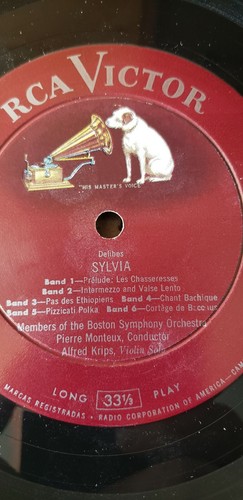 RCA VICTOR
"HIS MASTER'S VOICE"
Delibes
SYLVIA
Band 1—Prélude; Les Chasseresses
Band 2—Intermezzo and Valse Lento
Band 3—Pas des Ethiopiens Band 4—Chant Bachique
Band 5—Pizzicati Polka Band 6—Cortège de
Members of the Boston Symphony Orchestra
Pierre Monteux, Conductor
Alfred Krips, Violin Solo
LONG 33⅓ PLAY
MARCAS REGISTRADAS • RADIO CORPORATION OF AMERICA—CAM